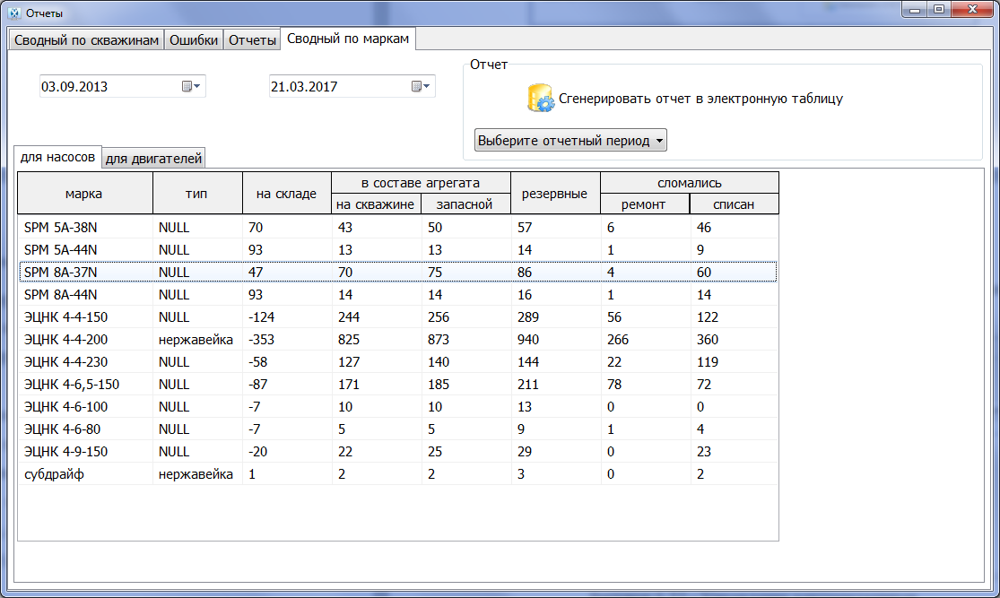 Отчеты
Сводный по скважинам Ошибки Отчеты Сводный по маркам
Отчет
03.09.2013 21.03.2017
Сгенерировать отчет в электронную таблицу
Выберите отчетный период
для насосов для двигателей
марка тип на складе в составе агрегата резервные сломались
на скважине запасной ремонт списан
SPM 5A-38N NULL 70 43 50 57 6 46
SPM 5A-44N NULL 93 13 13 14 1 9
SPM 8A-37N NULL 47 70 75 86 4 60
SPM 8A-44N NULL 93 14 14 16 1 14
ЭЦНК 4-4-150 NULL -124 244 256 289 56 122
ЭЦНК 4-4-200 нержавейка -353 825 873 940 266 360
ЭЦНК 4-4-230 NULL -58 127 140 144 22 119
ЭЦНК 4-6,5-150 NULL -87 171 185 211 78 72
ЭЦНК 4-6-100 NULL -7 10 10 13 0 0
ЭЦНК 4-6-80 NULL -7 5 5 9 1 4
ЭЦНК 4-9-150 NULL -20 22 25 29 0 23
субдрайф нержавейка 1 2 2 3 0 2